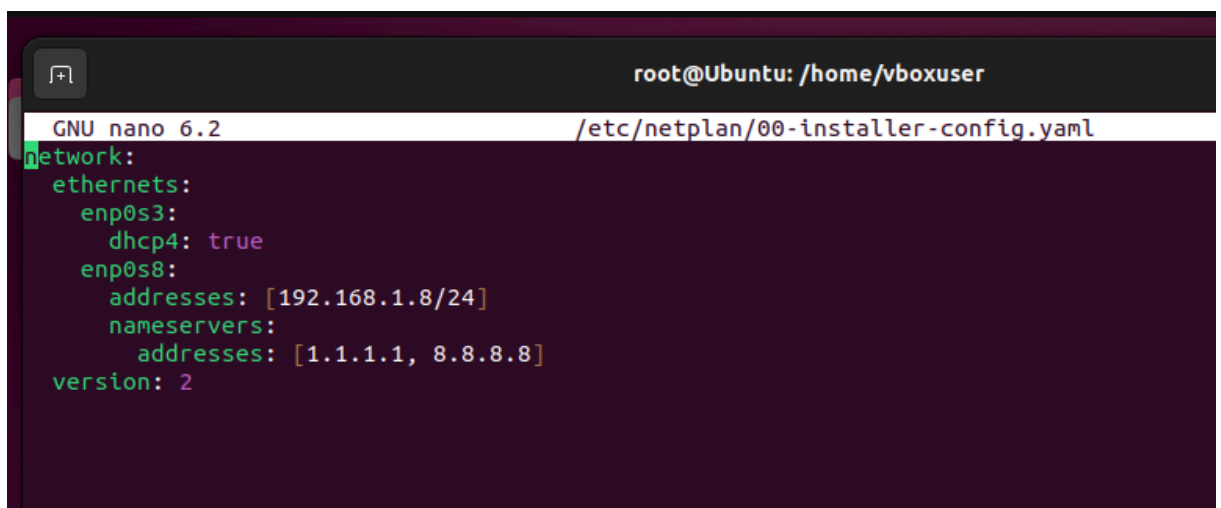 root@Ubuntu: /home/vboxuser
GNU nano 6.2 /etc/netplan/00-installer-config.yaml
network:
  ethernets:
    enp0s3:
      dhcp4: true
    enp0s8:
      addresses: [192.168.1.8/24]
      nameservers:
        addresses: [1.1.1.1, 8.8.8.8]
  version: 2